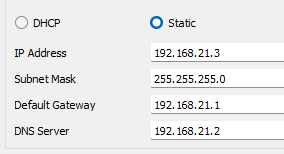 DHCP Static
IP Address 192.168.21.3
Subnet Mask 255.255.255.0
Default Gateway 192.168.21.1
DNS Server 192.168.21.2